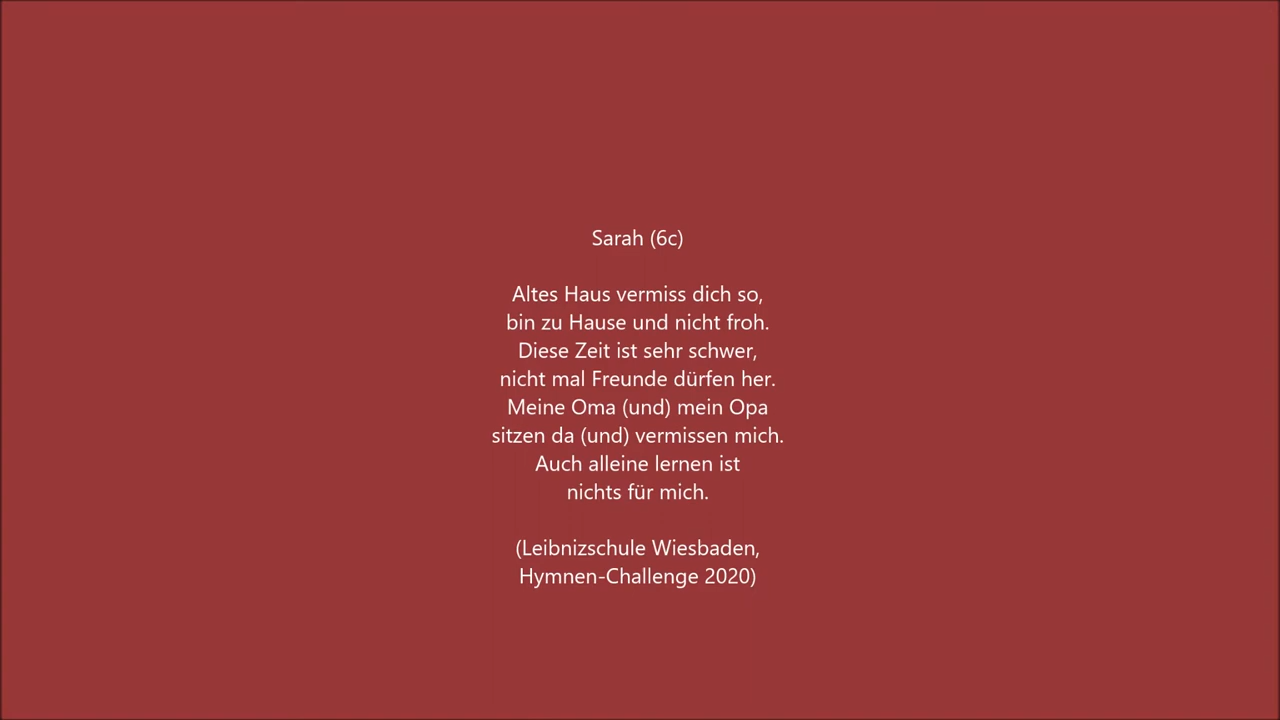 Sarah (6c)
Altes Haus vermiss dich so,
bin zu Hause und nicht froh.
Diese Zeit ist sehr schwer,
nicht mal Freunde dürfen her.
Meine Oma (und) mein Opa
sitzen da (und) vermissen mich.
Auch alleine lernen ist
nichts für mich.
(Leibnizschule Wiesbaden,
Hymnen-Challenge 2020)